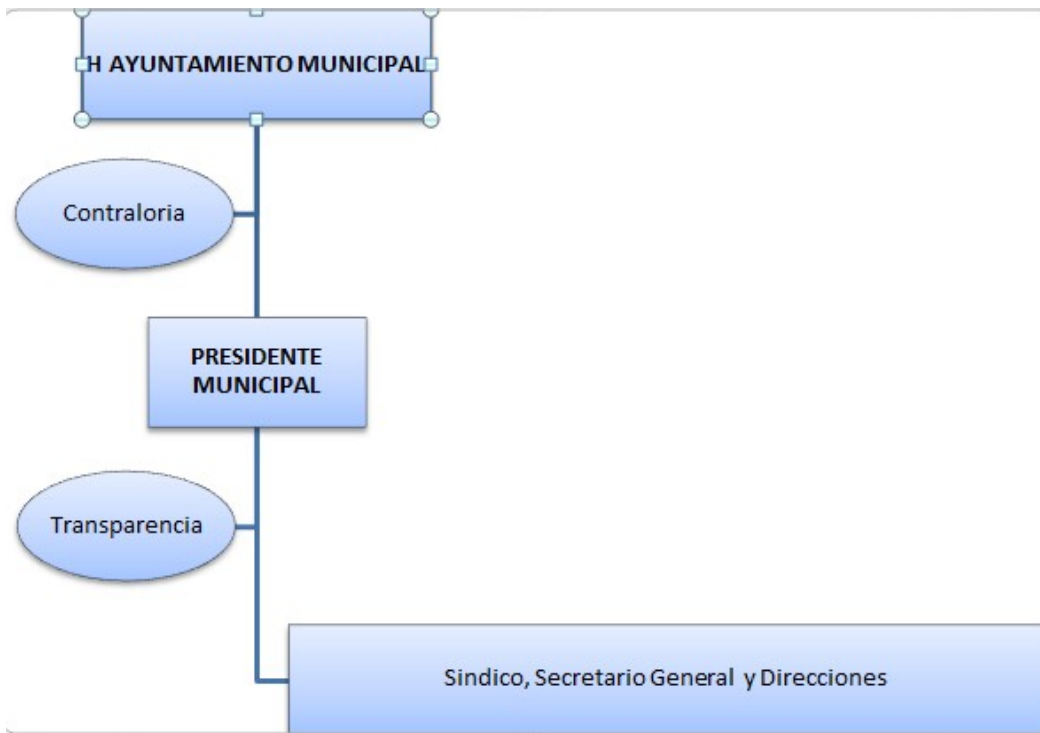 H AYUNTAMIENTO MUNICIPAL
Contraloria
PRESIDENTE
MUNICIPAL
Transparencia
Sindico, Secretario General y Direcciones